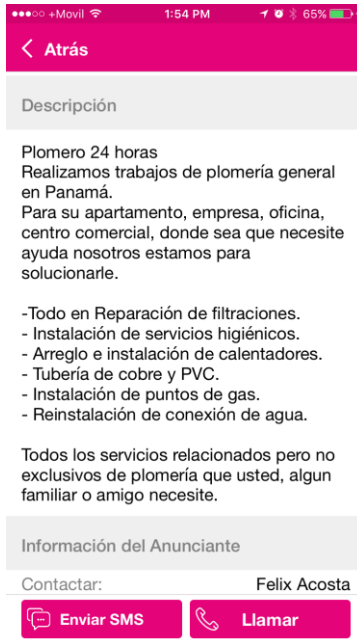 +Movil 1:54 PM 65%
Atrás
Descripción
Plomero 24 horas
Realizamos trabajos de plomería general
en Panamá.
Para su apartamento, empresa, oficina,
centro comercial, donde sea que necesite
ayuda nosotros estamos para
solucionarle.
-Todo en Reparación de filtraciones.
- Instalación de servicios higiénicos.
- Arreglo e instalación de calentadores.
- Tubería de cobre y PVC.
- Instalación de puntos de gas.
- Reinstalación de conexión de agua.
Todos los servicios relacionados pero no
exclusivos de plomería que usted, algun
familiar o amigo necesite.
Información del Anunciante
Contactar: Felix Acosta
Enviar SMS Llamar